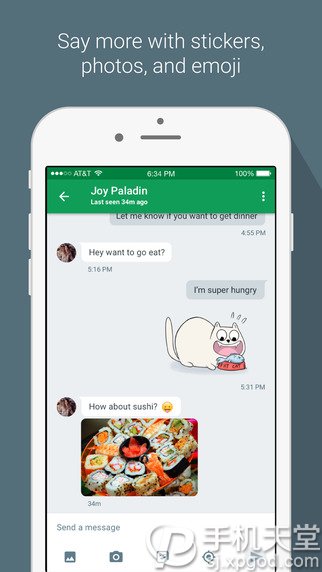 Say more with stickers,
photos, and emoji
AT&T 6:34 PM 100%
Joy Paladin
Last seen 34m ago
Let me know if you want to get dinner
4:55 PM
Hey want to go eat?
5:16 PM
I'm super hungry
FAT CAT
5:31 PM
How about sushi?
34m
Send a message
手机天堂
sj.xpgod.com